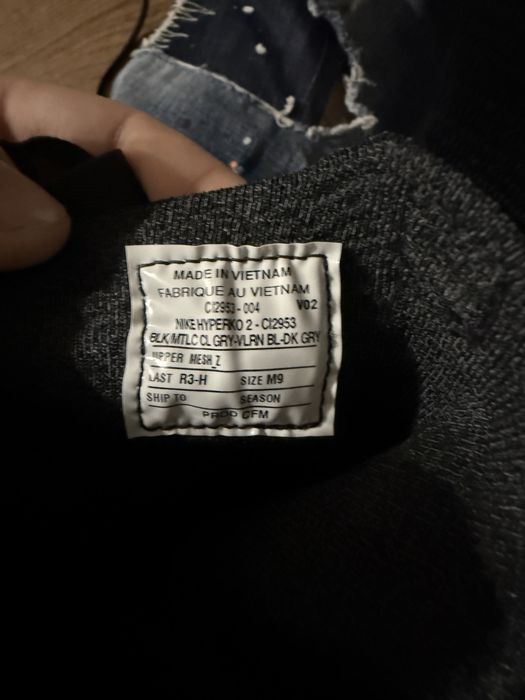 MADE IN VIETNAM
FABRIQUE AU VIETNAM
CI2953-004 V02
NIKE HYPERKO 2 - CI2953
BLK/MTLC CL GRY-VLRN BL-DK GRY
UPPER MESH_Z
LAST R3-H SIZE M9
SHIP TO SEASON
PROD CFM